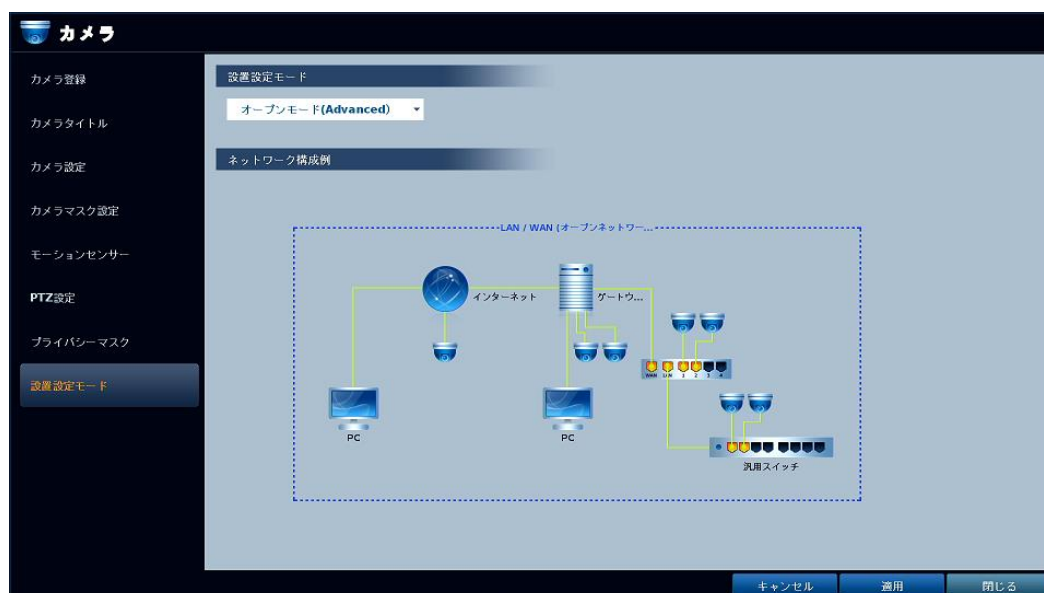 カメラ
カメラ登録
カメラタイトル
カメラ設定
カメラマスク設定
モーションセンサー
PTZ設定
プライバシーマスク
設置設定モード
設置設定モード
オープンモード(Advanced)
ネットワーク構成例
LAN / WAN (オープンネットワー...
インターネット
ゲートウ...
WAN LAN 1 2 3 4
PC
PC
汎用スイッチ
キャンセル
適用
閉じる